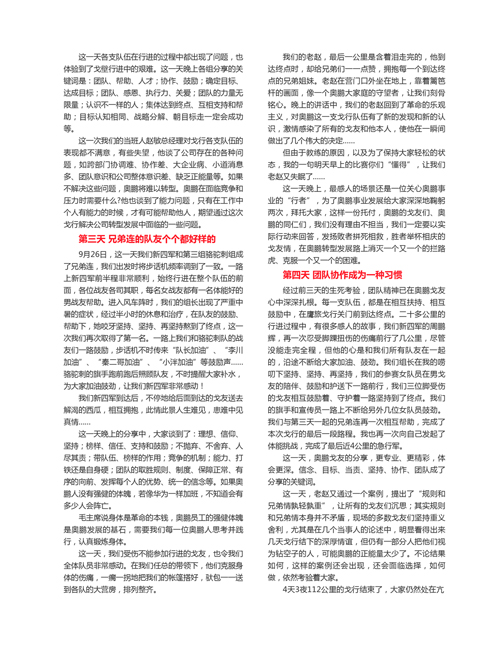 这一天各支队伍在行进的过程中都出现了问题，也
体验到了戈壁行进中的艰难。这一天晚上各组分享的关
键词是：团队、帮助、人才；协作、鼓励；确定目标、
达成目标；团队、感恩、执行力、关爱；团队的力量无
限量；认识不一样的人；集体达到终点，互相支持和帮
助；目标认知相同、战略分解、朝目标走一定会成功
等。
这一次我们的当班人赵敏总经理对戈行各支队伍的
表现都不满意，有些失望，他谈了公司存在的各种问
题，如跨部门协调难、协作差、大企业病、小道消息
多、团队意识和公司整体意识差、缺乏正能量等。如果
不解决这些问题，奥鹏将难以转型。奥鹏在面临竞争和
压力时需要什么?他也谈到了能力问题，只有在工作中
个人有能力的时候，才有可能帮助他人，期望通过这次
戈行解决公司转型发展中面临的一些问题。
第三天 兄弟连的队友个个都好样的
9月26日，这一天我们新四军和第三组骆驼刺组成
了兄弟连，我们出发时将步话机频率调到了一致。一路
上新四军前半程非常顺利，始终行进在整个队伍的前
面，各位战友各司其职，每名女战友都有一名体能好的
男战友帮助。进入风车阵时，我们的组长出现了严重中
暑的症状，经过半小时的休息和治疗，在队友的鼓励、
帮助下，她咬牙坚持、坚持、再坚持熬到了终点，这一
次我们再次取得了第一名。一路上我们和骆驼刺队的战
友们一路鼓励，步话机不时传来“队长加油”、“李川
加油”、“秦二哥加油”、“小洋加油”等鼓励声……
骆驼刺的旗手跑前跑后照顾队友，不时提醒大家补水，
为大家加油鼓劲，让我们新四军非常感动！
我们新四军到达后，不停地给后面到达的戈友送去
解渴的西瓜，相互拥抱，此情此景人生难见，患难中见
真情……
这一天晚上的分享中，大家谈到了：理想、信仰、
坚持；榜样、信任、支持和鼓励；不抛弃、不舍弃、人
尽其责；带队伍、榜样的作用；竞争的机制；能力、打
铁还是自身硬；团队的取胜规则、制度、保障正常、有
序的向前、发挥每个人的优势、统一的信念等。如果奥
鹏人没有强健的体魄，若像华为一样加班，不知道会有
多少人会阵亡。
毛主席说身体是革命的本钱，奥鹏员工的强健体魄
是奥鹏发展的基石，需要我们每一位奥鹏人思考并践
行，认真锻炼身体。
这一天，我们受伤不能参加行进的戈友，也令我们
全体队员非常感动。在我们任总的带领下，他们克服身
体的伤痛，一瘸一拐地把我们的帐篷搭好，驮包一一送
到各队的大营房，排列整齐。
我们的老赵，最后一公里是含着泪走完的，他到
达终点时，却给兄弟们一一点赞，拥抱每一个到达终
点的兄弟姐妹。老赵在营门口外坐在地上，靠着篱笆
杆的画面，像一个奥鹏大家庭的守望者，让我们刻骨
铭心。晚上的讲话中，我们的老赵回到了革命的乐观
主义，对奥鹏这一支戈行队伍有了新的发现和新的认
识，激情感染了所有的戈友和他本人，使他在一瞬间
做出了几个伟大的决定……
但由于教练的原因，以及为了保持大家轻松的状
态，我的一句明天早上的比赛你们“懂得”，让我们
老赵又失眠了……
这一天晚上，最感人的场景还是一位关心奥鹏事
业的“行者”，为了奥鹏事业发展给大家深深地鞠躬
两次，拜托大家，这样一份托付，奥鹏的戈友们、奥
鹏的同仁们，我们没有理由不担当，我们一定要以实
际行动来回答，发扬败者拼死相救，胜者举杯相庆的
戈友情，在奥鹏转型发展路上消灭一个又一个的拦路
虎、克服一个又一个的困难。
第四天 团队协作成为一种习惯
经过前三天的生死考验，团队精神已在奥鹏戈友
心中深深扎根。每一支队伍，都是在相互扶持、相互
鼓励中，在鏖旅戈行关门前到达终点。二十多公里的
行进过程中，有很多感人的故事，我们新四军的阎鹏
辉，再一次忍受脚踝扭伤的伤痛前行了几公里，尽管
没能走完全程，但他的心是和我们所有队友在一起
的，沿途不断给大家加油、鼓劲。我们组长在我的唠
叨下坚持、坚持、再坚持，我们的参赛女队员在男戈
友的陪伴、鼓励和护送下一路前行，我们三位脚受伤
的戈友相互鼓励着、守护着一路坚持到了终点。我们
的旗手和宣传员一路上不断给另外几位女队员鼓劲。
我们与第三天一起的兄弟连再一次相互帮助，完成了
本次戈行的最后一段路程。我也再一次向自己发起了
体能挑战，完成了最后近4公里的急行军。
这一天，奥鹏戈友的分享，更专业、更精彩，体
会更深。信念、目标、当责、坚持、协作、团队成了
分享的关键词。
这一天，老赵又通过一个案例，提出了“规则和
兄弟情孰轻孰重”，让所有的戈友们沉思；其实规则
和兄弟情本身并不矛盾，现场的多数戈友们坚持重义
舍利，尤其是在几个当事人的论述中，明显看得出来
几天戈行结下的深厚情谊，但仍有一部分人把他们视
为钻空子的人，可能奥鹏的正能量太少了。不论结果
如何，这样的案例还会出现，还会面临选择，如何
做，依然考验着大家。
4天3夜112公里的戈行结束了，大家仍然处在亢